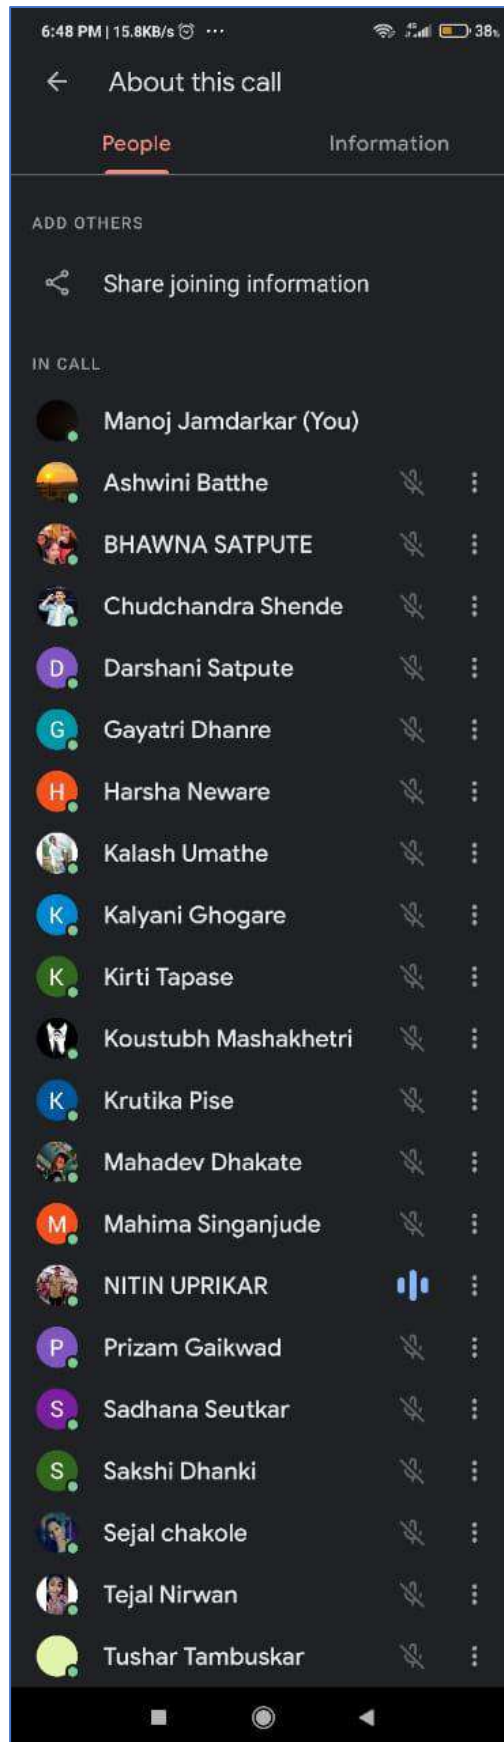 6:48 PM | 15.8KB/s ··· 4G 38%
About this call
People Information
ADD OTHERS
Share joining information
IN CALL
Manoj Jamdarkar (You)
Ashwini Batthe
BHAWNA SATPUTE
Chudchandra Shende
D Darshani Satpute
G Gayatri Dhanre
H Harsha Neware
Kalash Umathe
K Kalyani Ghogare
K Kirti Tapase
Koustubh Mashakhetri
K Krutika Pise
Mahadev Dhakate
M Mahima Singanjude
NITIN UPRIKAR
P Prizam Gaikwad
S Sadhana Seutkar
S Sakshi Dhanki
Sejal chakole
Tejal Nirwan
Tushar Tambuskar